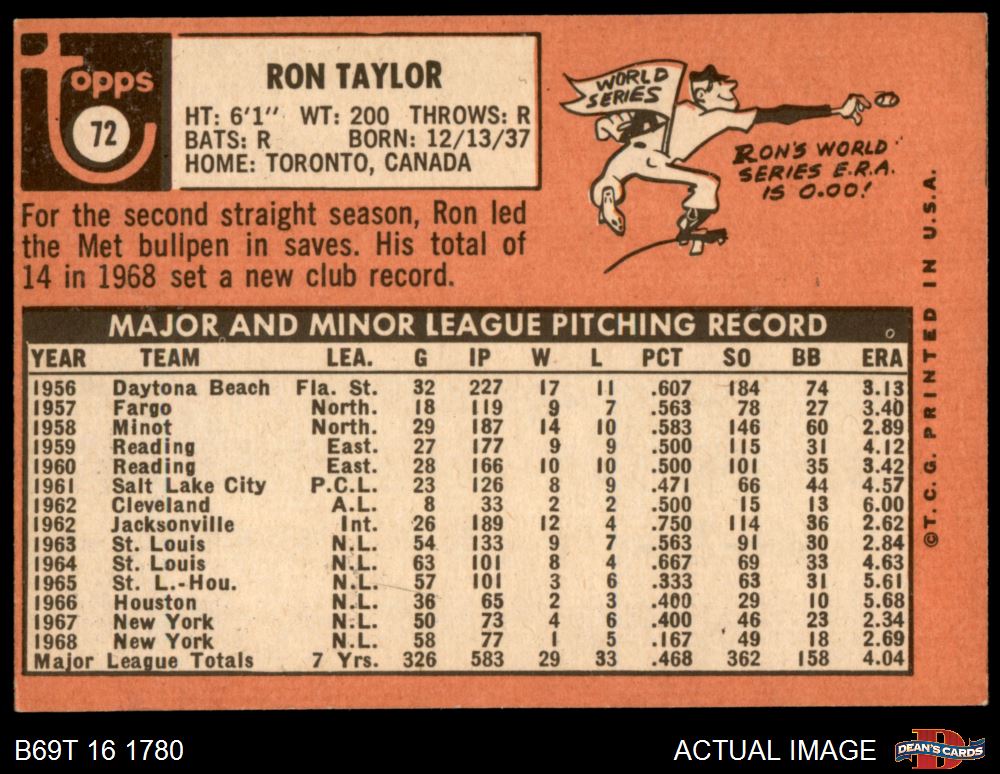 topps
72
RON TAYLOR
HT: 6'1" WT: 200 THROWS: R
BATS: R BORN: 12/13/37
HOME: TORONTO, CANADA
For the second straight season, Ron led
the Met bullpen in saves. His total of
14 in 1968 set a new club record.
WORLD
SERIES
RON'S WORLD
SERIES E.R.A.
IS 0.00!
MAJOR AND MINOR LEAGUE PITCHING RECORD
YEAR TEAM LEA. G IP W L PCT SO BB ERA
1956 Daytona Beach Fla. St. 32 227 17 11 .607 184 74 3.13
1957 Fargo North. 18 119 9 7 .563 78 27 3.40
1958 Minot North. 29 187 14 10 .583 146 60 2.89
1959 Reading East. 27 177 9 9 .500 115 31 4.12
1960 Reading East. 28 166 10 10 .500 101 35 3.42
1961 Salt Lake City P.C.L. 23 126 8 9 .471 66 44 4.57
1962 Cleveland A.L. 8 33 2 2 .500 15 13 6.00
1962 Jacksonville Int. 26 189 12 4 .750 114 36 2.62
1963 St. Louis N.L. 54 133 9 7 .563 91 30 2.84
1964 St. Louis N.L. 63 101 8 4 .667 69 33 4.63
1965 St. L.-Hou. N.L. 57 101 3 6 .333 63 31 5.61
1966 Houston N.L. 36 65 2 3 .400 29 10 5.68
1967 New York N.L. 50 73 4 6 .400 46 23 2.34
1968 New York N.L. 58 77 1 5 .167 49 18 2.69
Major League Totals 7 Yrs. 326 583 29 33 .468 362 158 4.04
©T. C. G. PRINTED IN U.S.A.
B69T 16 1780
ACTUAL IMAGE
D
DEAN'S CARDS